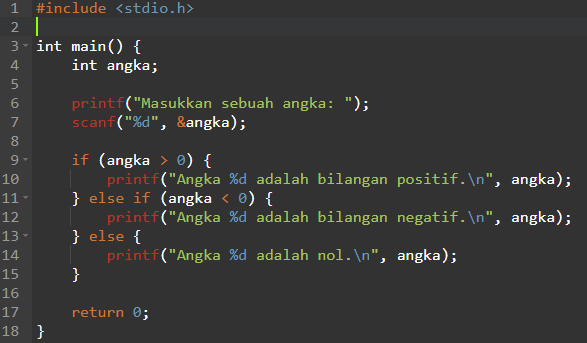 1 #include <stdio.h>
2
3 int main() {
4     int angka;
5
6     printf("Masukkan sebuah angka: ");
7     scanf("%d", &angka);
8
9     if (angka > 0) {
10         printf("Angka %d adalah bilangan positif.\n", angka);
11     } else if (angka < 0) {
12         printf("Angka %d adalah bilangan negatif.\n", angka);
13     } else {
14         printf("Angka %d adalah nol.\n", angka);
15     }
16
17     return 0;
18 }